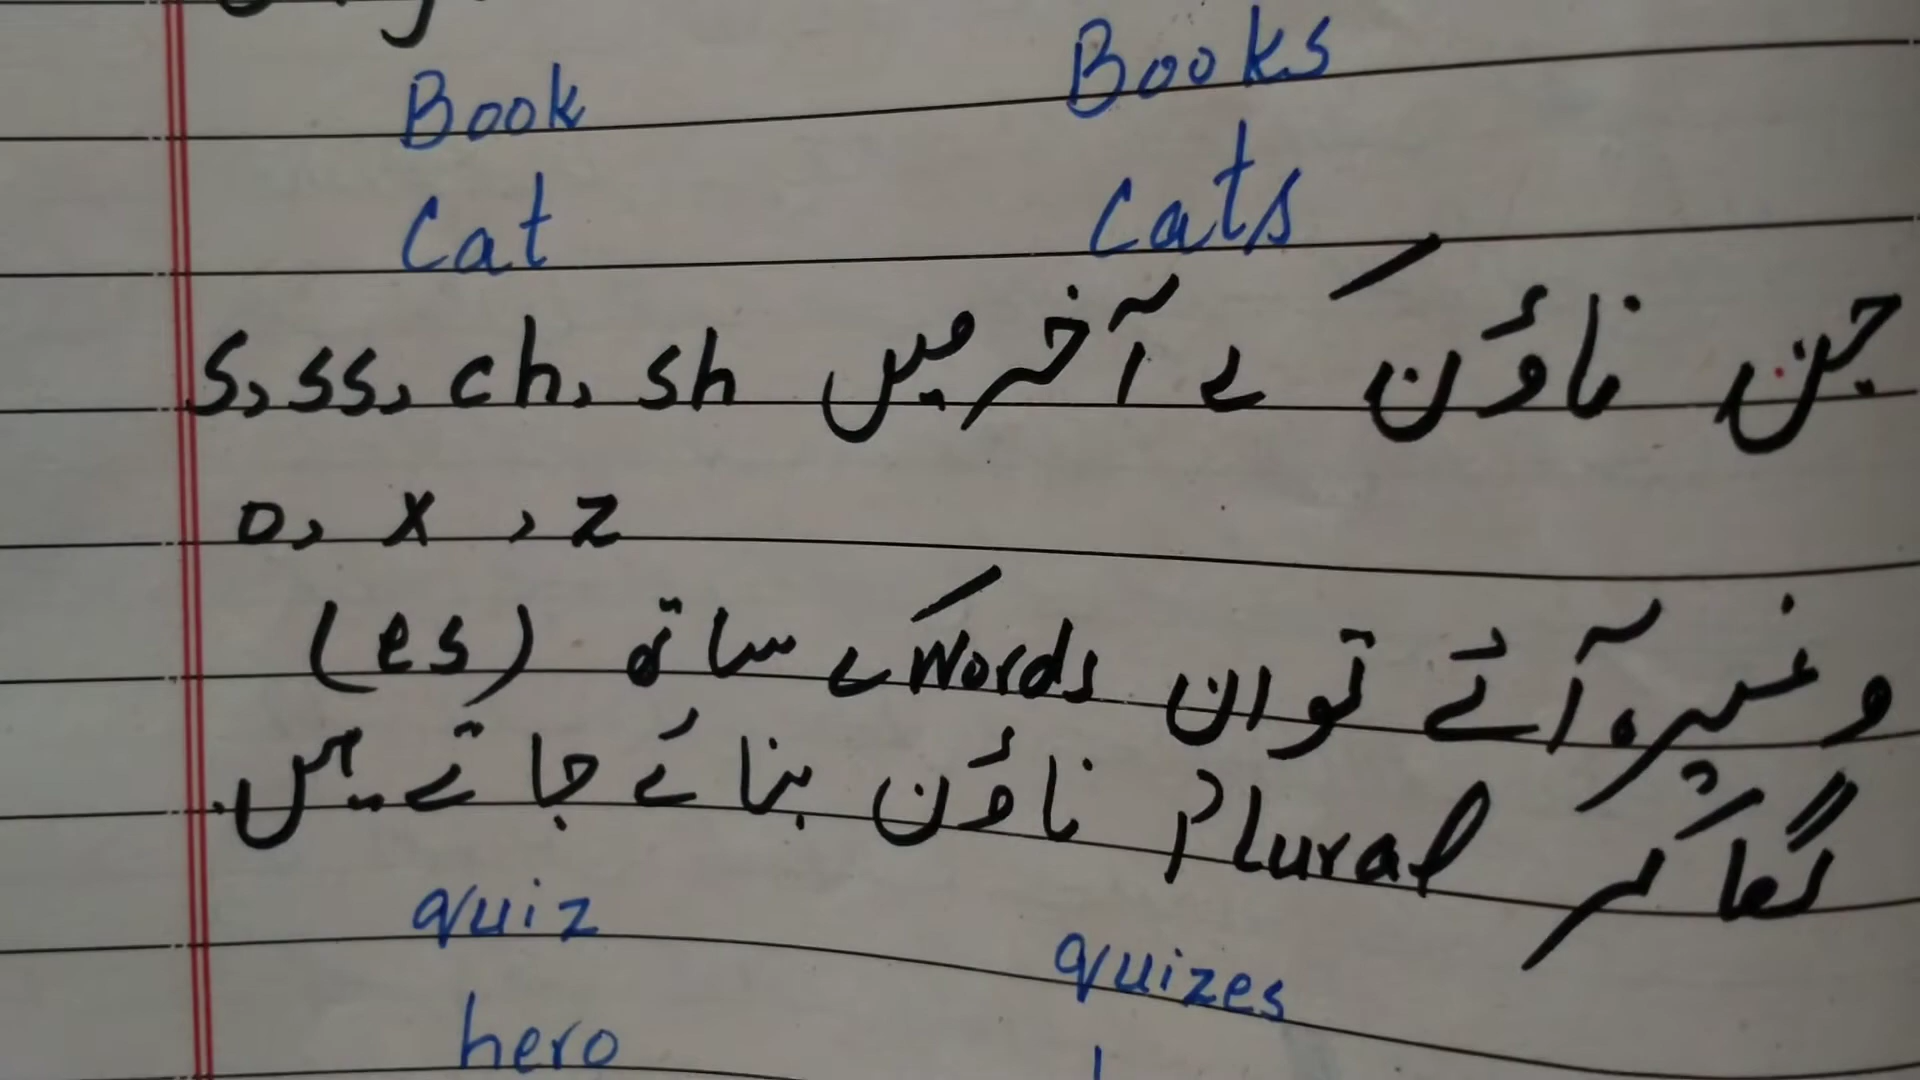 Book Books
Cat Cats
جن ناؤن کے آخر میں s, ss, ch, sh
o, x, z
وغیرہ آئے تو ان Words کے ساتھ (es)
لگا کر Plural ناؤن بنائے جاتے ہیں.
quiz quizes
hero